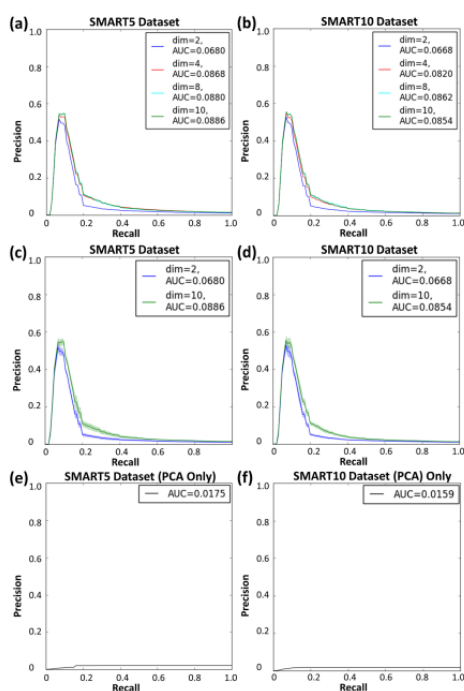 (a) SMART5 Dataset
1.0
0.8
0.6
0.4
0.2
0.0
Precision
dim=2,
AUC=0.0680
dim=4,
AUC=0.0868
dim=8,
AUC=0.0880
dim=10,
AUC=0.0886
0 0.2 0.4 0.6 0.8 1.0
Recall
(b) SMART10 Dataset
1.0
0.8
0.6
0.4
0.2
0.0
Precision
dim=2,
AUC=0.0668
dim=4,
AUC=0.0820
dim=8,
AUC=0.0862
dim=10,
AUC=0.0854
0 0.2 0.4 0.6 0.8 1.0
Recall
(c) SMART5 Dataset
1.0
0.8
0.6
0.4
0.2
0
Precision
dim=2,
AUC=0.0680
dim=10,
AUC=0.0886
0 0.2 0.4 0.6 0.8 1.0
Recall
(d) SMART10 Dataset
1.0
0.8
0.6
0.4
0.2
0
Precision
dim=2,
AUC=0.0668
dim=10,
AUC=0.0854
0 0.2 0.4 0.6 0.8 1.0
Recall
(e) SMART5 Dataset (PCA Only)
1.0
0.8
0.6
0.4
0.2
0
Precision
AUC=0.0175
0 0.2 0.4 0.6 0.8 1.0
Recall
(f) SMART10 Dataset (PCA) Only
1.0
0.8
0.6
0.4
0.2
0
Precision
AUC=0.0159
0 0.2 0.4 0.6 0.8 1.0
Recall